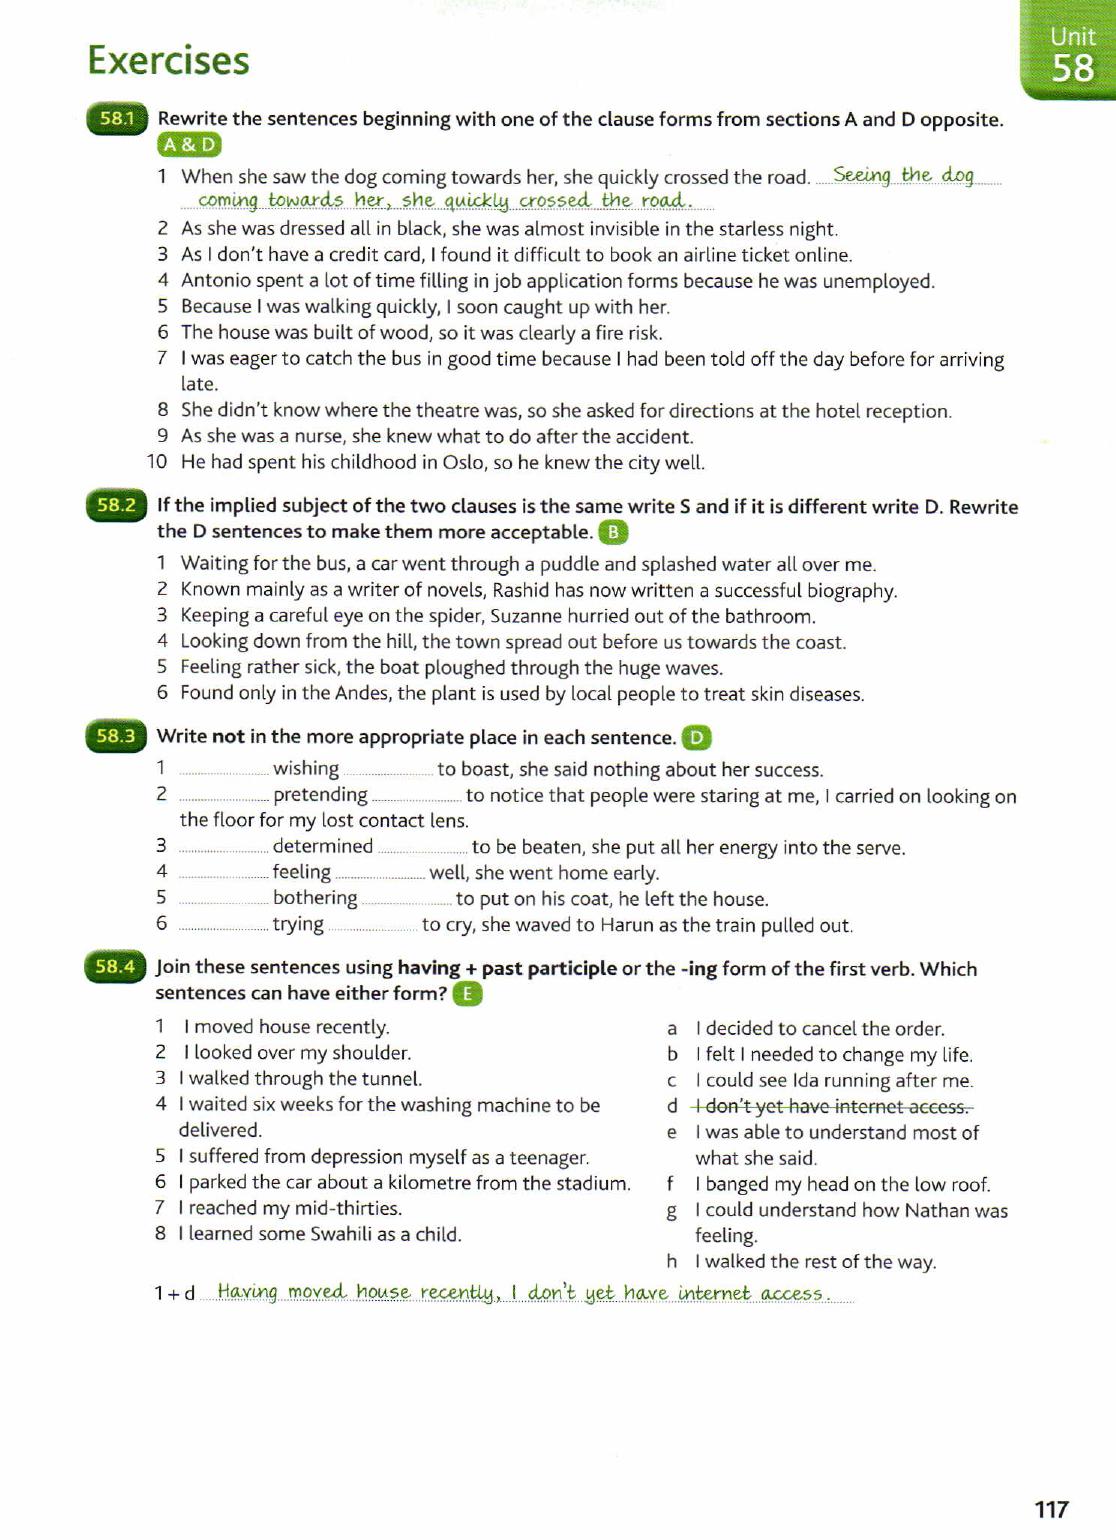 Unit
58
Exercises
58.1 Rewrite the sentences beginning with one of the clause forms from sections A and D opposite.
A & D
1 When she saw the dog coming towards her, she quickly crossed the road. Seeing the dog
coming towards her, she quickly crossed the road.
2 As she was dressed all in black, she was almost invisible in the starless night.
3 As I don't have a credit card, I found it difficult to book an airline ticket online.
4 Antonio spent a lot of time filling in job application forms because he was unemployed.
5 Because I was walking quickly, I soon caught up with her.
6 The house was built of wood, so it was clearly a fire risk.
7 I was eager to catch the bus in good time because I had been told off the day before for arriving
late.
8 She didn't know where the theatre was, so she asked for directions at the hotel reception.
9 As she was a nurse, she knew what to do after the accident.
10 He had spent his childhood in Oslo, so he knew the city well.
58.2 If the implied subject of the two clauses is the same write S and if it is different write D. Rewrite
the D sentences to make them more acceptable. B
1 Waiting for the bus, a car went through a puddle and splashed water all over me.
2 Known mainly as a writer of novels, Rashid has now written a successful biography.
3 Keeping a careful eye on the spider, Suzanne hurried out of the bathroom.
4 Looking down from the hill, the town spread out before us towards the coast.
5 Feeling rather sick, the boat ploughed through the huge waves.
6 Found only in the Andes, the plant is used by local people to treat skin diseases.
58.3 Write not in the more appropriate place in each sentence. D
1 .......... wishing .......... to boast, she said nothing about her success.
2 .......... pretending .......... to notice that people were staring at me, I carried on looking on
the floor for my lost contact lens.
3 .......... determined .......... to be beaten, she put all her energy into the serve.
4 .......... feeling .......... well, she went home early.
5 .......... bothering .......... to put on his coat, he left the house.
6 .......... trying .......... to cry, she waved to Harun as the train pulled out.
58.4 Join these sentences using having + past participle or the -ing form of the first verb. Which
sentences can have either form? E
1 I moved house recently.
2 I looked over my shoulder.
3 I walked through the tunnel.
4 I waited six weeks for the washing machine to be
delivered.
5 I suffered from depression myself as a teenager.
6 I parked the car about a kilometre from the stadium.
7 I reached my mid-thirties.
8 I learned some Swahili as a child.
a I decided to cancel the order.
b I felt I needed to change my life.
c I could see Ida running after me.
d I don't yet have internet access.
e I was able to understand most of
what she said.
f I banged my head on the low roof.
g I could understand how Nathan was
feeling.
h I walked the rest of the way.
1 + d Having moved house recently, I don't yet have internet access.
117